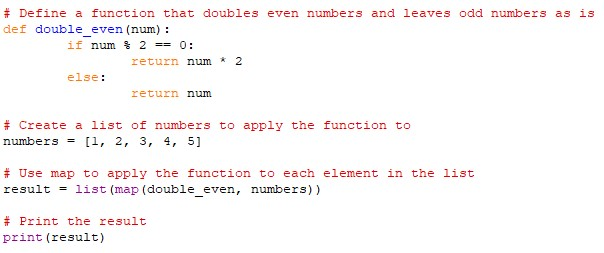 # Define a function that doubles even numbers and leaves odd numbers as is
def double_even(num):
        if num % 2 == 0:
                return num * 2
        else:
                return num

# Create a list of numbers to apply the function to
numbers = [1, 2, 3, 4, 5]

# Use map to apply the function to each element in the list
result = list(map(double_even, numbers))

# Print the result
print(result)